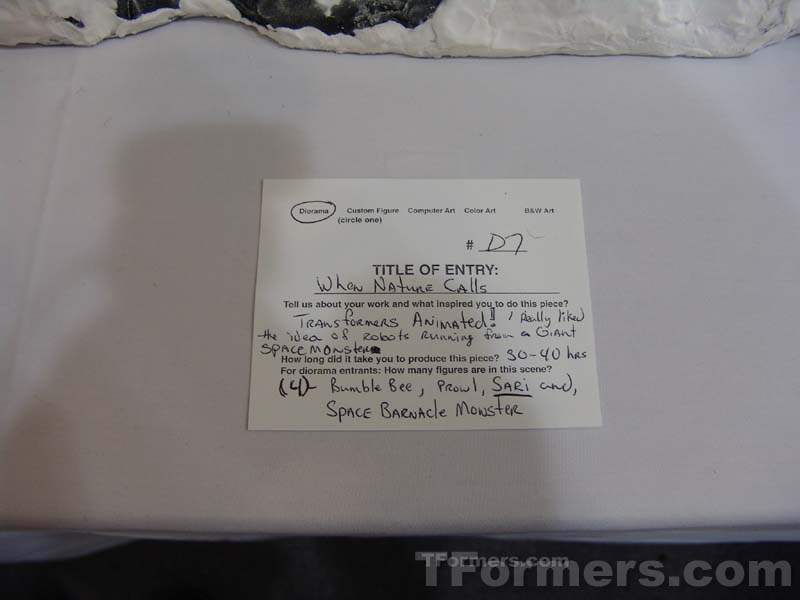 Diorama Custom Figure Computer Art Color Art B&W Art
(circle one)
# D7
TITLE OF ENTRY:
When Nature Calls
Tell us about your work and what inspired you to do this piece?
Transformers Animated! I Really liked
the idea of robots running from a Giant
Space Monster
How long did it take you to produce this piece? 30-40 hrs
For diorama entrants: How many figures are in this scene?
(4)- Bumble Bee, Prowl, Sari and,
Space Barnacle Monster
TFormers.com
TFormers.com